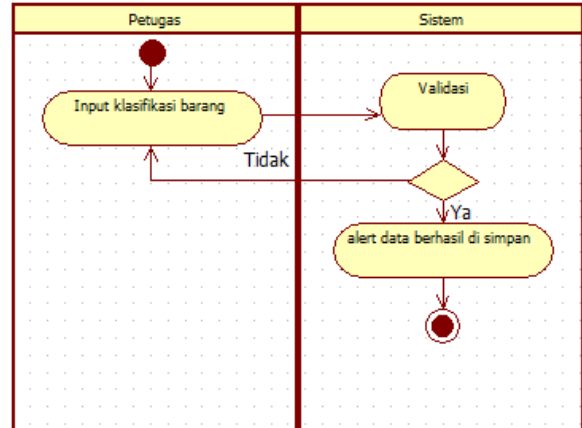 Petugas
Sistem
Input klasifikasi barang
Validasi
Tidak
Ya
alert data berhasil di simpan